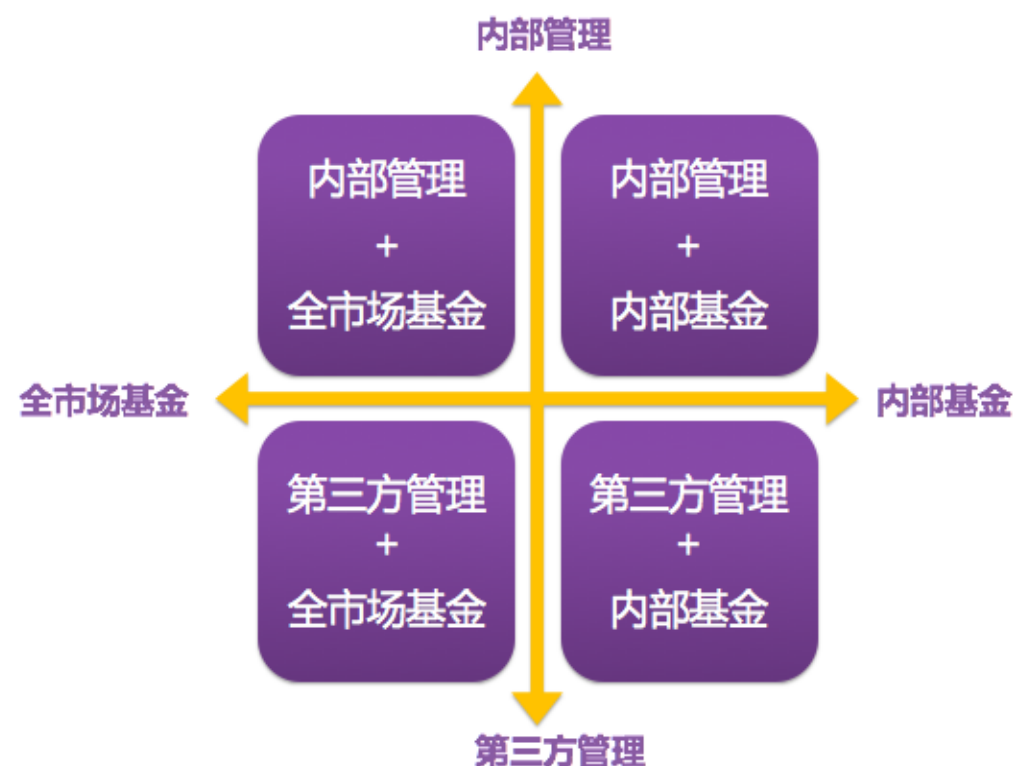 内部管理
内部管理
+
全市场基金
内部管理
+
内部基金
全市场基金
内部基金
第三方管理
+
全市场基金
第三方管理
+
内部基金
第三方管理